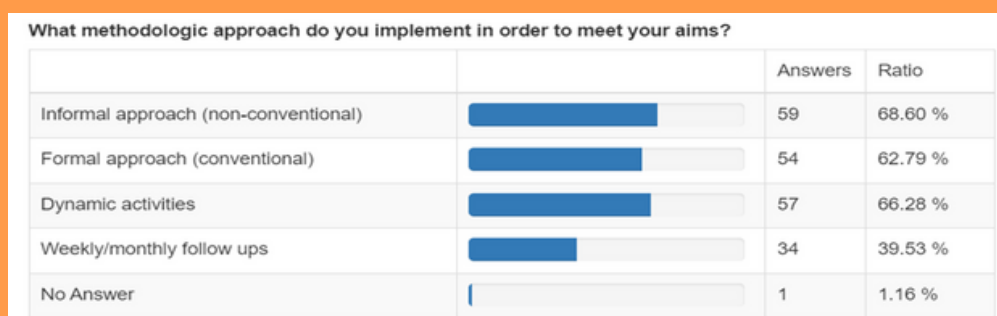 What methodologic approach do you implement in order to meet your aims?
Answers Ratio
Informal approach (non-conventional) 59 68.60 %
Formal approach (conventional) 54 62.79 %
Dynamic activities 57 66.28 %
Weekly/monthly follow ups 34 39.53 %
No Answer 1 1.16 %